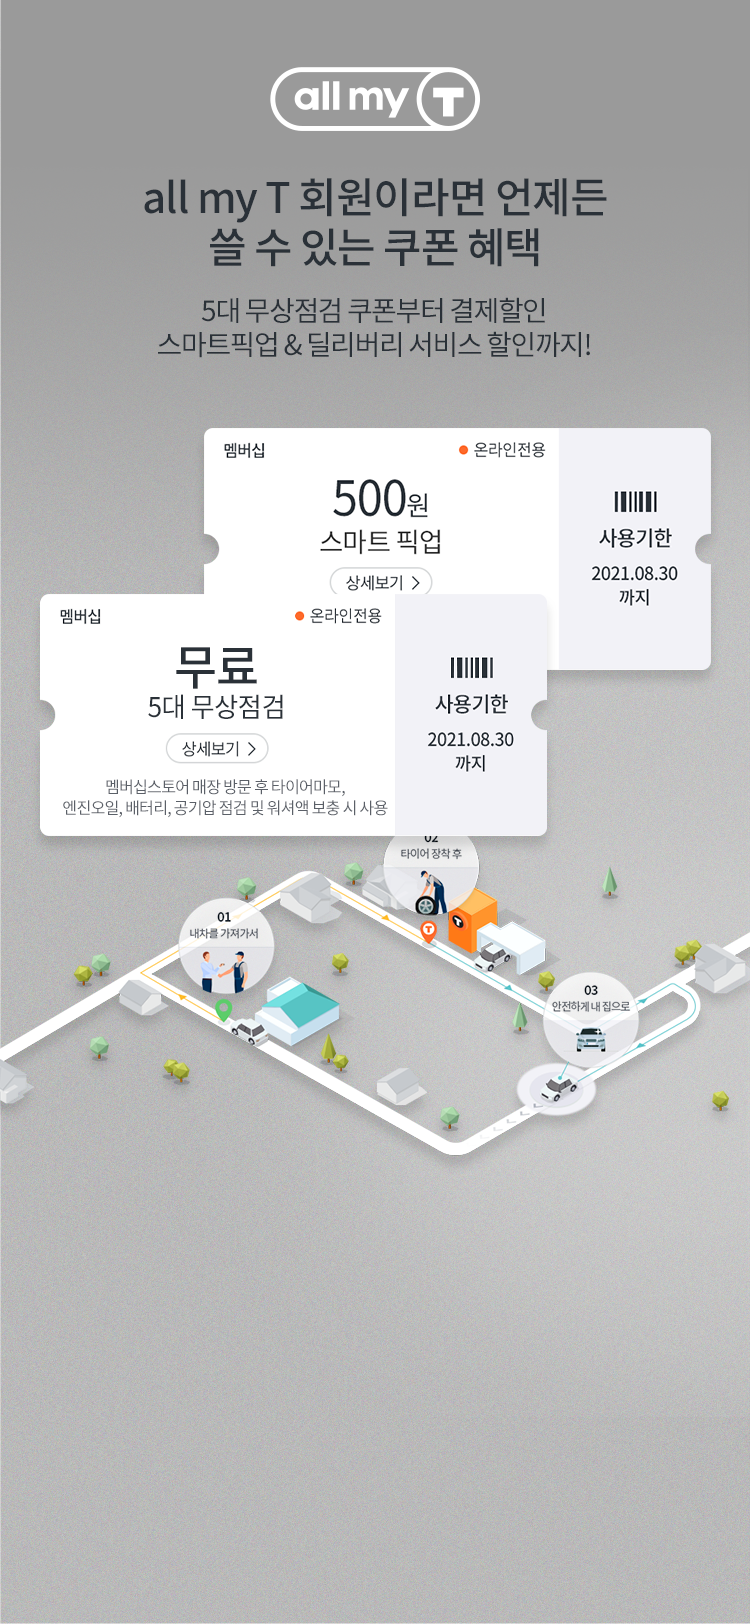 all my T
all my T 회원이라면 언제든
쓸 수 있는 쿠폰 혜택
5대 무상점검 쿠폰부터 결제할인
스마트픽업 & 딜리버리 서비스 할인까지!
멤버십
온라인전용
500원
스마트 픽업
상세보기
사용기한
2021.08.30
까지
멤버십
온라인전용
무료
5대 무상점검
상세보기
멤버십스토어 매장 방문 후 타이어마모,
엔진오일, 배터리, 공기압 점검 및 워셔액 보충 시 사용
사용기한
2021.08.30
까지
01
내차를 가져가서
02
타이어 장착 후
T
T
03
안전하게 내 집으로